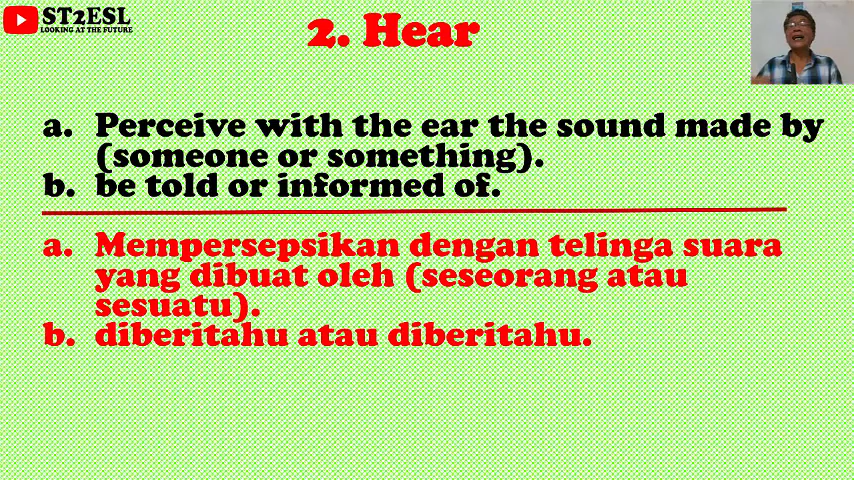 ST2ESL
LOOKING AT THE FUTURE
2. Hear
a. Perceive with the ear the sound made by
(someone or something).
b. be told or informed of.
a. Mempersepsikan dengan telinga suara
yang dibuat oleh (seseorang atau
sesuatu).
b. diberitahu atau diberitahu.